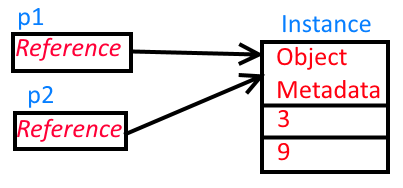 p1
Reference
p2
Reference
Instance
Object
Metadata
3
9